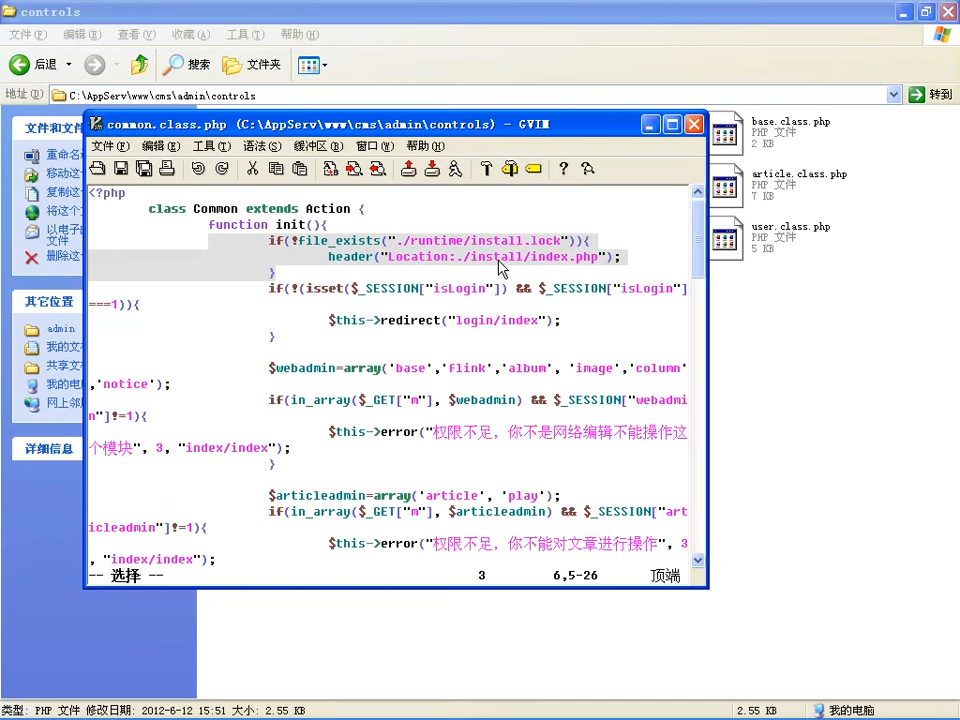 controls
文件(F) 编辑(E) 查看(V) 收藏(A) 工具(T) 帮助(H)
后退 搜索 文件夹
地址(D) C:\AppServ\www\cms\admin\controls 转到
文件和文
重命名
移动这
复制这
将这个
以电子
文件
删除这
其它位置
admin
我的文
共享文
我的电
网上邻
详细信息
common.class.php (C:\AppServ\www\cms\admin\controls) - GVIM
文件(F) 编辑(E) 工具(T) 语法(S) 缓冲区(B) 窗口(W) 帮助(H)
<?php
class Common extends Action {
function init(){
if(!file_exists("./runtime/install.lock")){
header("Location:./install/index.php");
}
if(!(isset($_SESSION["isLogin"]) && $_SESSION["isLogin"]
===1)){
$this->redirect("login/index");
}
$webadmin=array('base','flink','album', 'image','column'
,'notice');
if(in_array($_GET["m"], $webadmin) && $_SESSION["webadmi
n"]!=1){
$this->error("权限不足，你不是网络编辑不能操作这
个模块", 3, "index/index");
}
$articleadmin=array('article', 'play');
if(in_array($_GET["m"], $articleadmin) && $_SESSION["art
icleadmin"]!=1){
$this->error("权限不足，你不能对文章进行操作", 3
, "index/index");
-- 选择 -- 3 6,5-26 顶端
base.class.php
PHP 文件
2 KB
article.class.php
PHP 文件
7 KB
user.class.php
PHP 文件
5 KB
类型: PHP 文件 修改日期: 2012-6-12 15:51 大小: 2.55 KB 2.55 KB 我的电脑